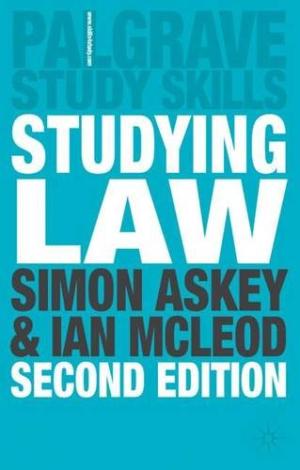 PALGRAVE
STUDY SKILLS
STUDYING
LAW
SIMON ASKEY
& IAN MCLEOD
SECOND EDITION